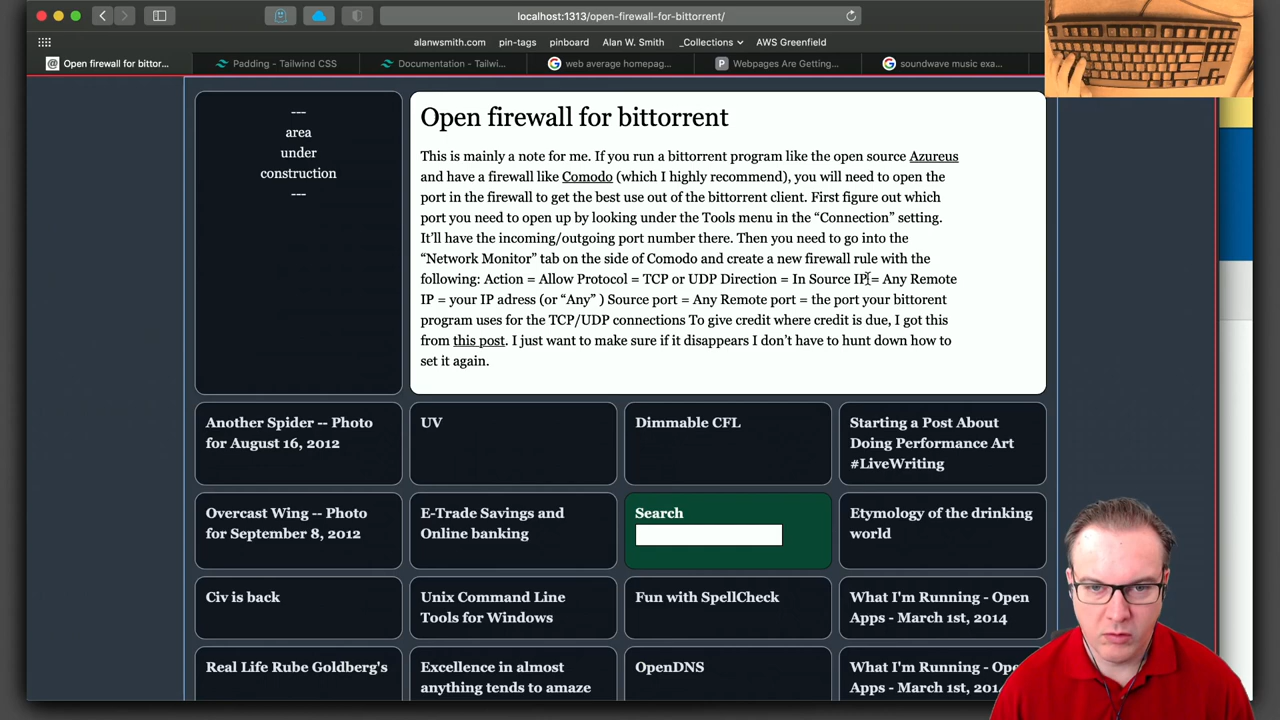 localhost:1313/open-firewall-for-bittorrent/
alanwsmith.com pin-tags pinboard Alan W. Smith _Collections AWS Greenfield
Open firewall for bittor... Padding - Tailwind CSS Documentation - Tailwi... web average homepag... Webpages Are Getting... soundwave music exa...
---
area
under
construction
---
Open firewall for bittorrent
This is mainly a note for me. If you run a bittorrent program like the open source Azureus
and have a firewall like Comodo (which I highly recommend), you will need to open the
port in the firewall to get the best use out of the bittorrent client. First figure out which
port you need to open up by looking under the Tools menu in the “Connection” setting.
It’ll have the incoming/outgoing port number there. Then you need to go into the
“Network Monitor” tab on the side of Comodo and create a new firewall rule with the
following: Action = Allow Protocol = TCP or UDP Direction = In Source IP = Any Remote
IP = your IP adress (or “Any” ) Source port = Any Remote port = the port your bittorent
program uses for the TCP/UDP connections To give credit where credit is due, I got this
from this post. I just want to make sure if it disappears I don’t have to hunt down how to
set it again.
Another Spider -- Photo
for August 16, 2012
UV
Dimmable CFL
Starting a Post About
Doing Performance Art
#LiveWriting
Overcast Wing -- Photo
for September 8, 2012
E-Trade Savings and
Online banking
Search
Etymology of the drinking
world
Civ is back
Unix Command Line
Tools for Windows
Fun with SpellCheck
What I'm Running - Open
Apps - March 1st, 2014
Real Life Rube Goldberg's
Excellence in almost
anything tends to amaze
OpenDNS
What I'm Running - Op
Apps - March 1st, 2014